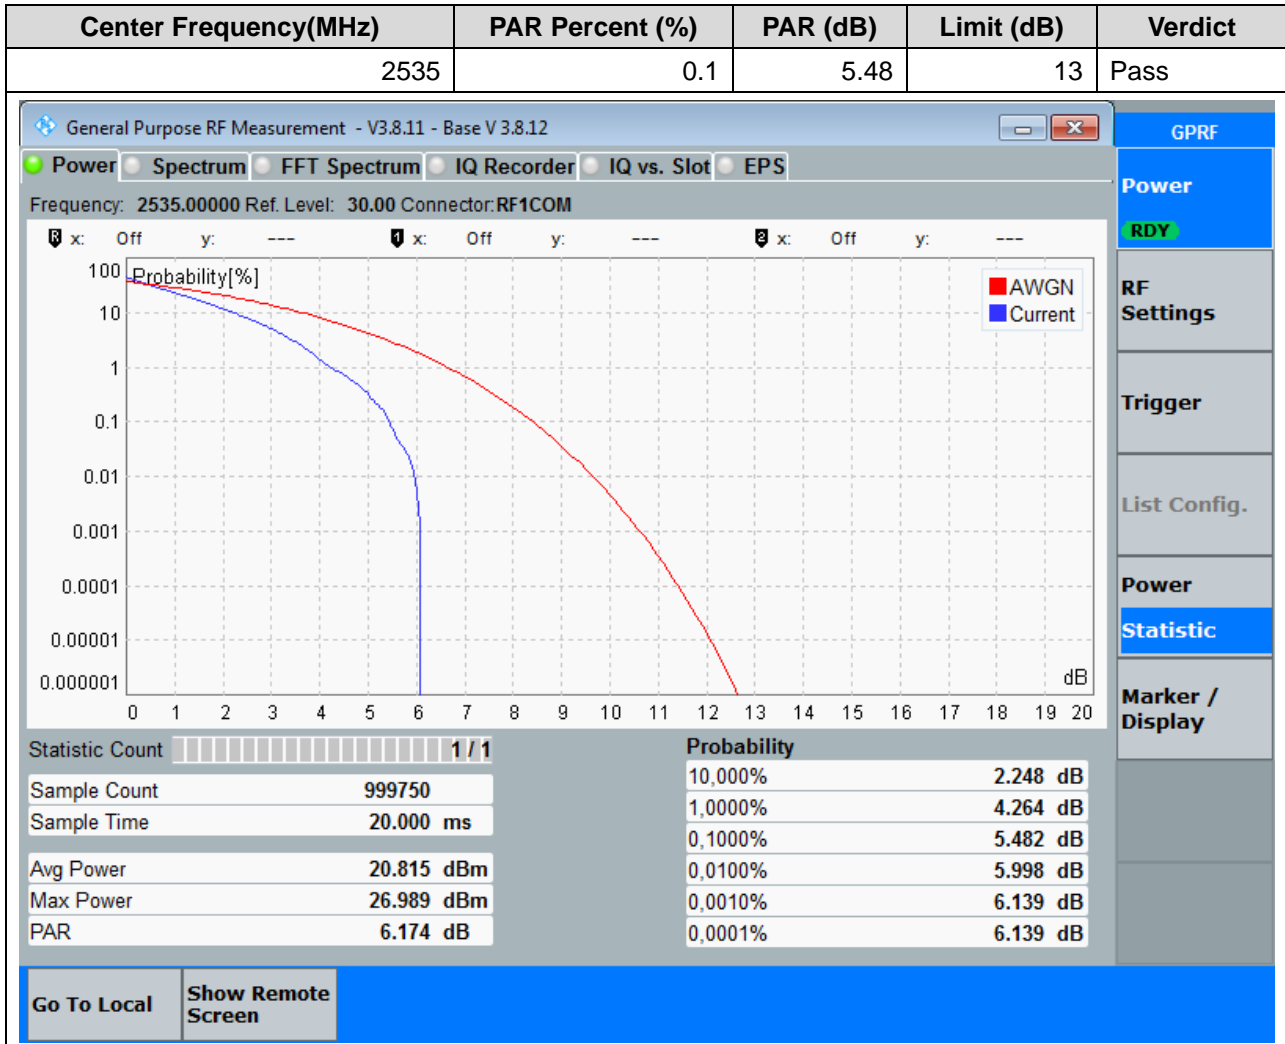 Center Frequency(MHz) PAR Percent (%) PAR (dB) Limit (dB) Verdict
2535 0.1 5.48 13 Pass
General Purpose RF Measurement - V3.8.11 - Base V 3.8.12
GPRF
Power Spectrum FFT Spectrum IQ Recorder IQ vs. Slot EPS
Frequency: 2535.00000 Ref. Level: 30.00 Connector:RF1COM
R x: Off y: --- 1 x: Off y: --- 2 x: Off y: ---
Probability[%]
AWGN
Current
100
10
1
0.1
0.01
0.001
0.0001
0.00001
0.000001
dB
0 1 2 3 4 5 6 7 8 9 10 11 12 13 14 15 16 17 18 19 20
Statistic Count 1 / 1
Sample Count 999750
Sample Time 20.000 ms
Avg Power 20.815 dBm
Max Power 26.989 dBm
PAR 6.174 dB
Probability
10,000% 2.248 dB
1,0000% 4.264 dB
0,1000% 5.482 dB
0,0100% 5.998 dB
0,0010% 6.139 dB
0,0001% 6.139 dB
Power
RDY
RF
Settings
Trigger
List Config.
Power
Statistic
Marker /
Display
Go To Local
Show Remote
Screen